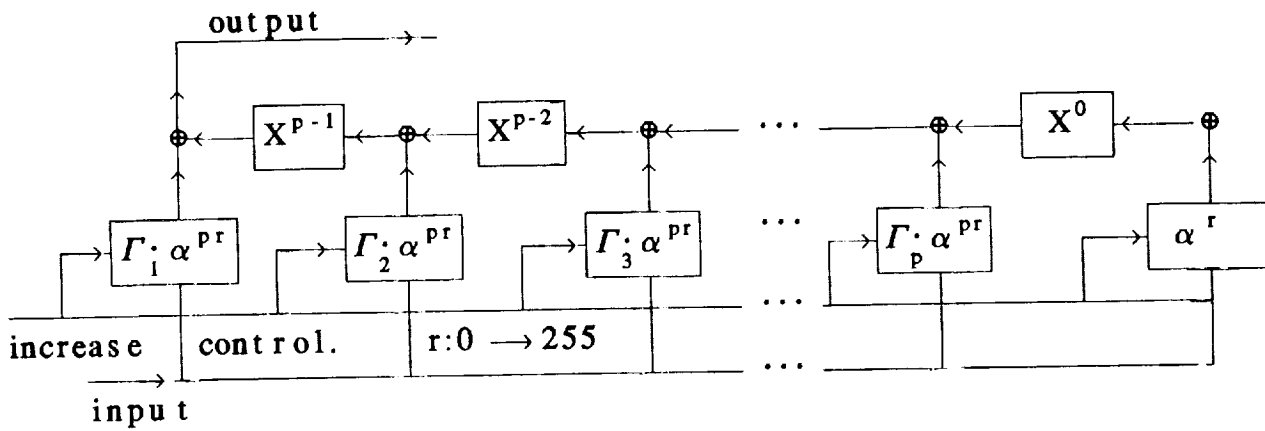 output
X^{p-1} X^{p-2} ... X^0
Γ_1·α^{pr} Γ_2·α^{pr} Γ_3·α^{pr} ... Γ_p·α^{pr} α^r
...
increase control. r:0 → 255
...
input